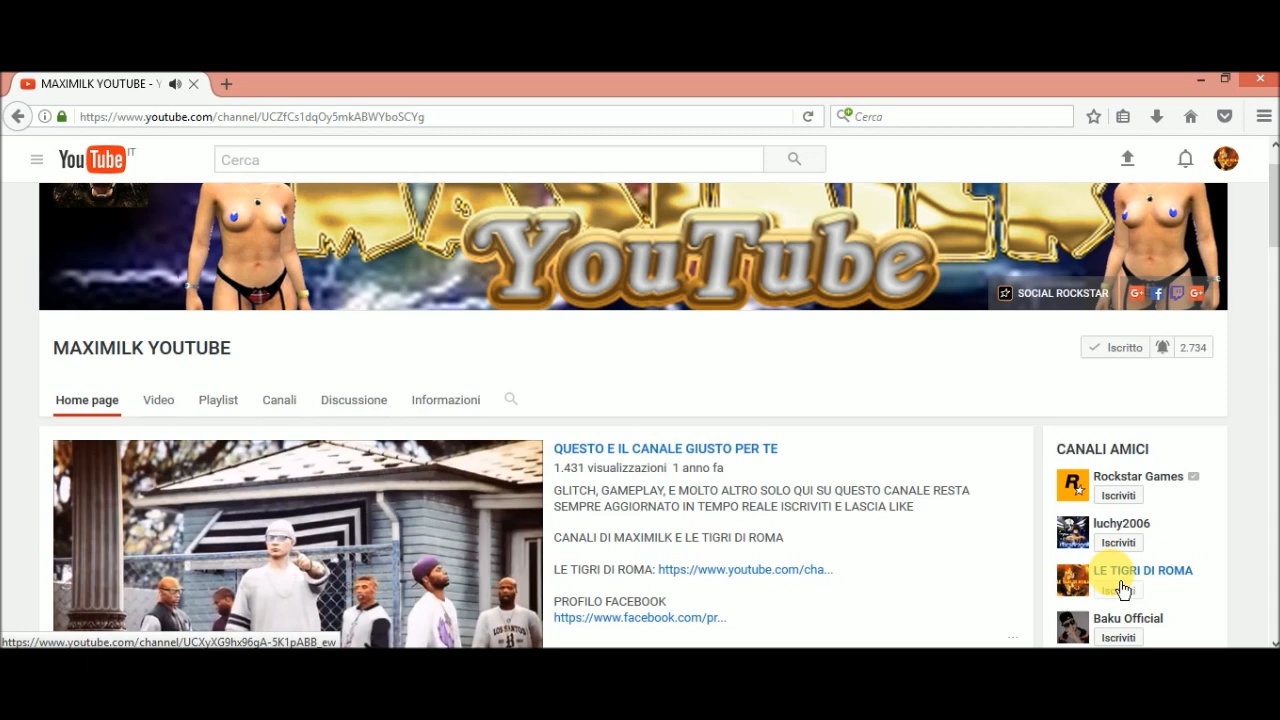 MAXIMILK YOUTUBE - Y
https://www.youtube.com/channel/UCZfCs1dqOy5mkABWYboSCYg
Cerca
YouTube IT
Cerca
YouTube
SOCIAL ROCKSTAR
MAXIMILK YOUTUBE
Iscritto 2.734
Home page Video Playlist Canali Discussione Informazioni
QUESTO E IL CANALE GIUSTO PER TE
1.431 visualizzazioni 1 anno fa
GLITCH, GAMEPLAY, E MOLTO ALTRO SOLO QUI SU QUESTO CANALE RESTA
SEMPRE AGGIORNATO IN TEMPO REALE ISCRIVITI E LASCIA LIKE
CANALI DI MAXIMILK E LE TIGRI DI ROMA
LE TIGRI DI ROMA: https://www.youtube.com/cha...
PROFILO FACEBOOK
https://www.facebook.com/pr...
CANALI AMICI
Rockstar Games
Iscriviti
luchy2006
Iscriviti
LE TIGRI DI ROMA
Iscriviti
Baku Official
Iscriviti
https://www.youtube.com/channel/UCXyXG9hx96qA-5K1pABB_ew